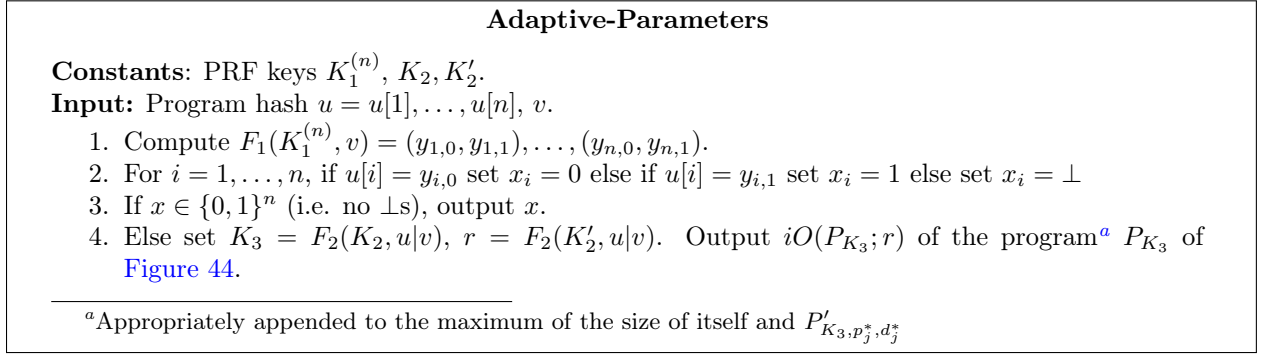 Adaptive-Parameters
Constants: PRF keys K_1^{(n)}, K_2, K_2'.
Input: Program hash u = u[1], . . . , u[n], v.
1. Compute F_1(K_1^{(n)}, v) = (y_{1,0}, y_{1,1}), . . . , (y_{n,0}, y_{n,1}).
2. For i = 1, . . . , n, if u[i] = y_{i,0} set x_i = 0 else if u[i] = y_{i,1} set x_i = 1 else set x_i = ⊥
3. If x ∈ {0, 1}^n (i.e. no ⊥s), output x.
4. Else set K_3 = F_2(K_2, u|v), r = F_2(K_2', u|v). Output iO(P_{K_3}; r) of the program^a P_{K_3} of
Figure 44.
^a Appropriately appended to the maximum of the size of itself and P'_{K_3,p_j^*,d_j^*}